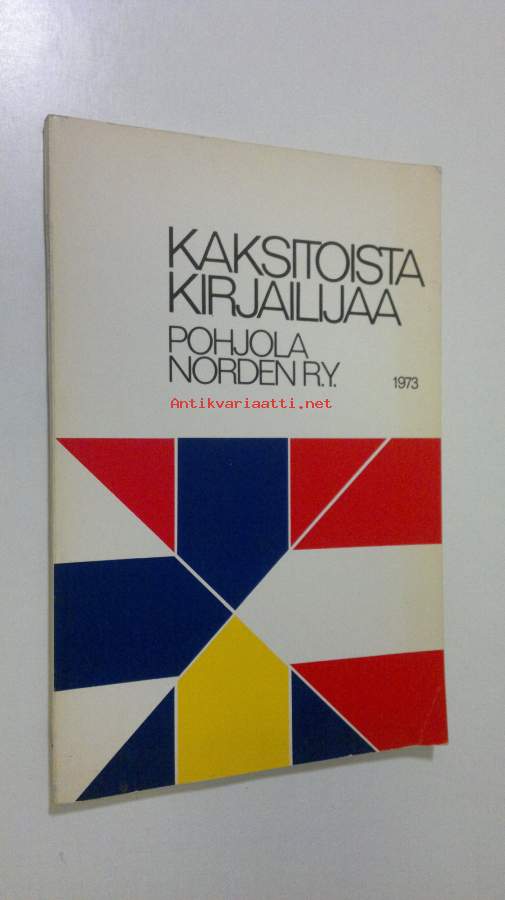 KAKSITOISTA
KIRJAILIJAA
POHJOLA
NORDEN R.Y.
1973
Antikvariaatti.net